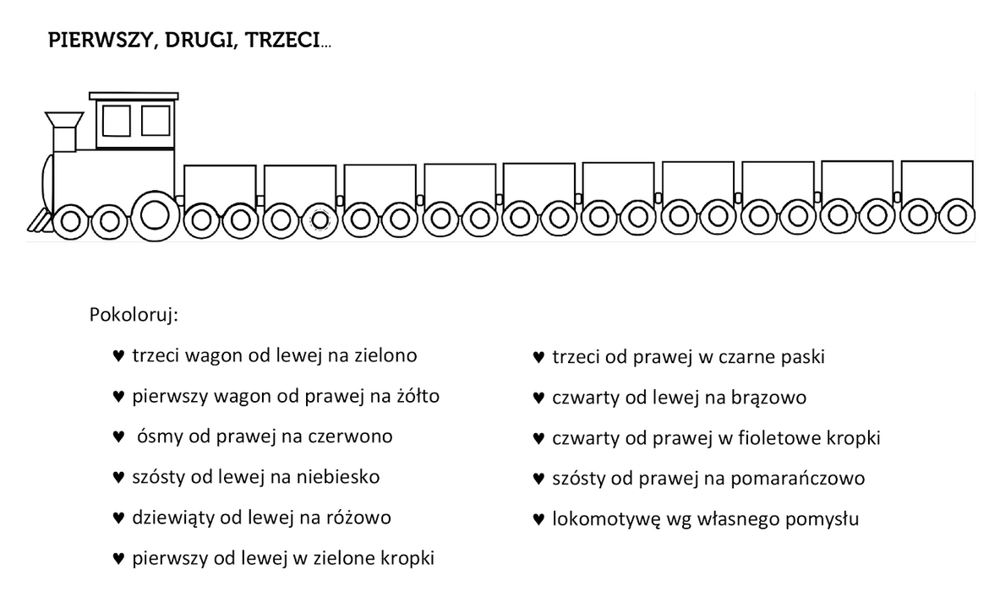 PIERWSZY, DRUGI, TRZECI...
Pokoloruj:
♥ trzeci wagon od lewej na zielono
♥ pierwszy wagon od prawej na żółto
♥ ósmy od prawej na czerwono
♥ szósty od lewej na niebiesko
♥ dziewiąty od lewej na różowo
♥ pierwszy od lewej w zielone kropki
♥ trzeci od prawej w czarne paski
♥ czwarty od lewej na brązowo
♥ czwarty od prawej w fioletowe kropki
♥ szósty od prawej na pomarańczowo
♥ lokomotywę wg własnego pomysłu